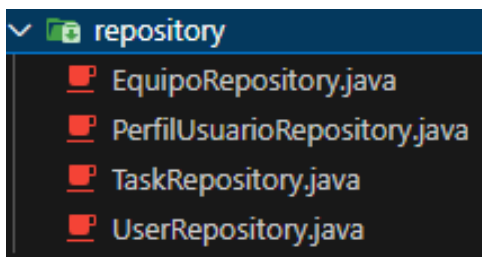 repository
EquipoRepository.java
PerfilUsuarioRepository.java
TaskRepository.java
UserRepository.java